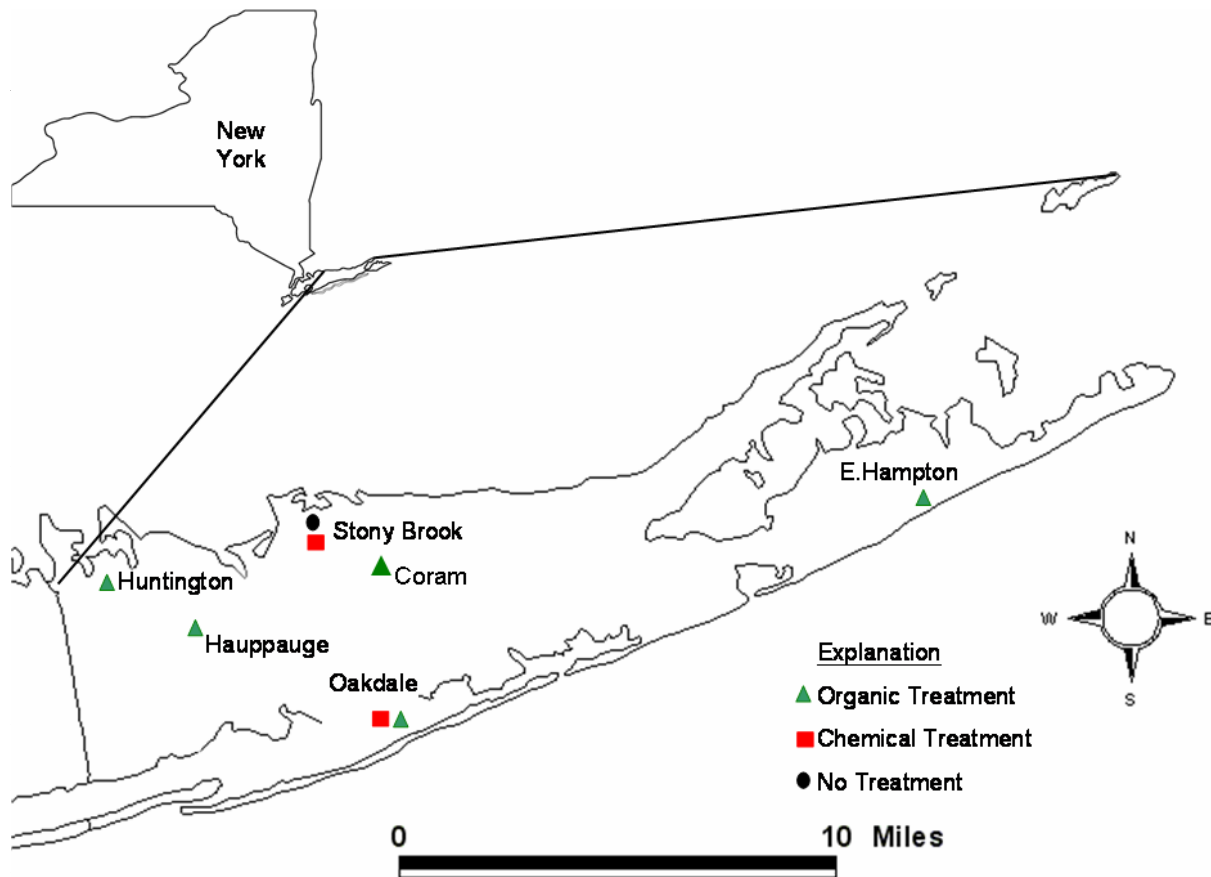 New
York
E.Hampton
Stony Brook
Coram
Huntington
Hauppauge
Oakdale
N
W
E
S
Explanation
Organic Treatment
Chemical Treatment
No Treatment
0 10 Miles